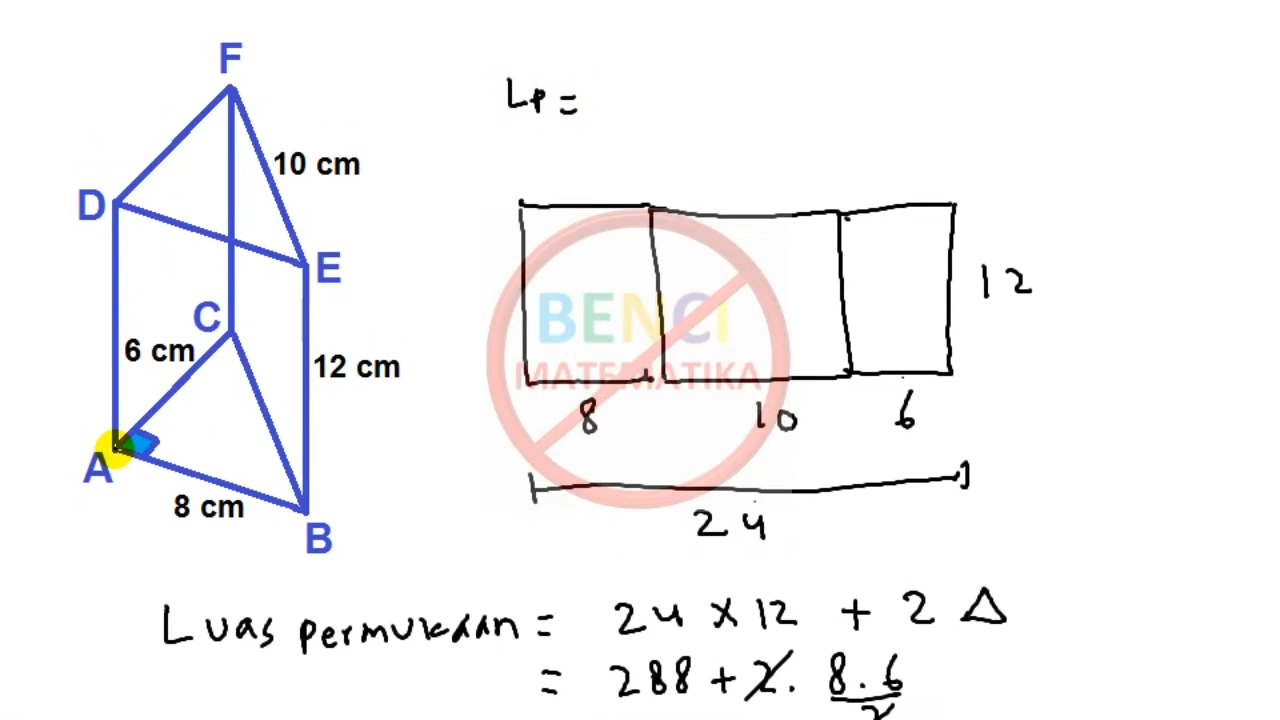 F
10 cm
D
E
C
6 cm
12 cm
A
8 cm
B
Lp =
BENCI
MATEMATIKA
12
8 10 6
24
Luas permukaan = 24 × 12 + 2 △
= 288 + 2. 8.6
2